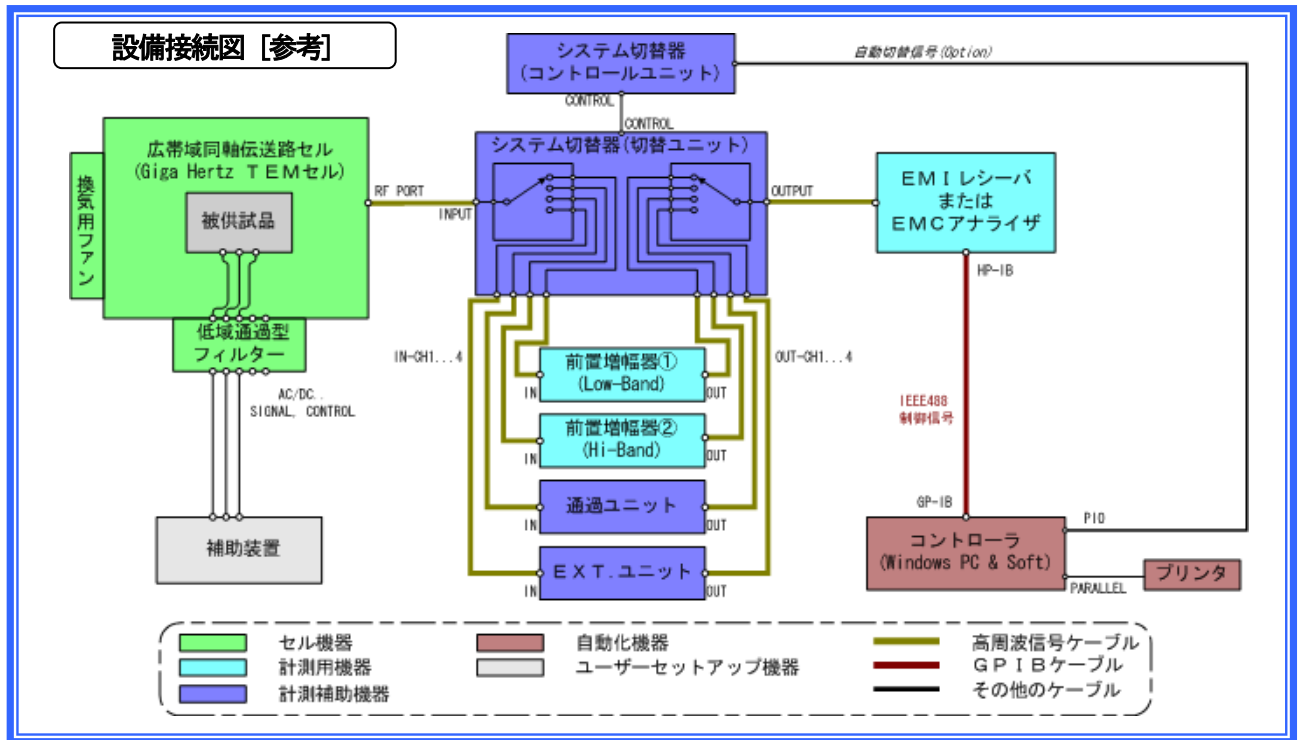 設備接続図［参考］
システム切替器
(コントロールユニット)
自動切替信号(Option)
CONTROL
CONTROL
広帯域同軸伝送路セル
(Giga Hertz ＴＥＭセル)
換気用ファン
被供試品
RF PORT
INPUT
システム切替器(切替ユニット)
OUTPUT
ＥＭＩレシーバ
または
ＥＭＣアナライザ
HP-IB
低域通過型
フィルター
AC/DC..
SIGNAL, CONTROL
IN-CH1...4
OUT-CH1...4
前置増幅器①
(Low-Band)
IN
OUT
前置増幅器②
(Hi-Band)
IN
OUT
通過ユニット
IN
OUT
ＥＸＴ.ユニット
IN
OUT
IEEE488
制御信号
GP-IB
PIO
補助装置
コントローラ
(Windows PC & Soft)
PARALLEL
プリンタ
セル機器
計測用機器
計測補助機器
自動化機器
ユーザーセットアップ機器
高周波信号ケーブル
ＧＰＩＢケーブル
その他のケーブル